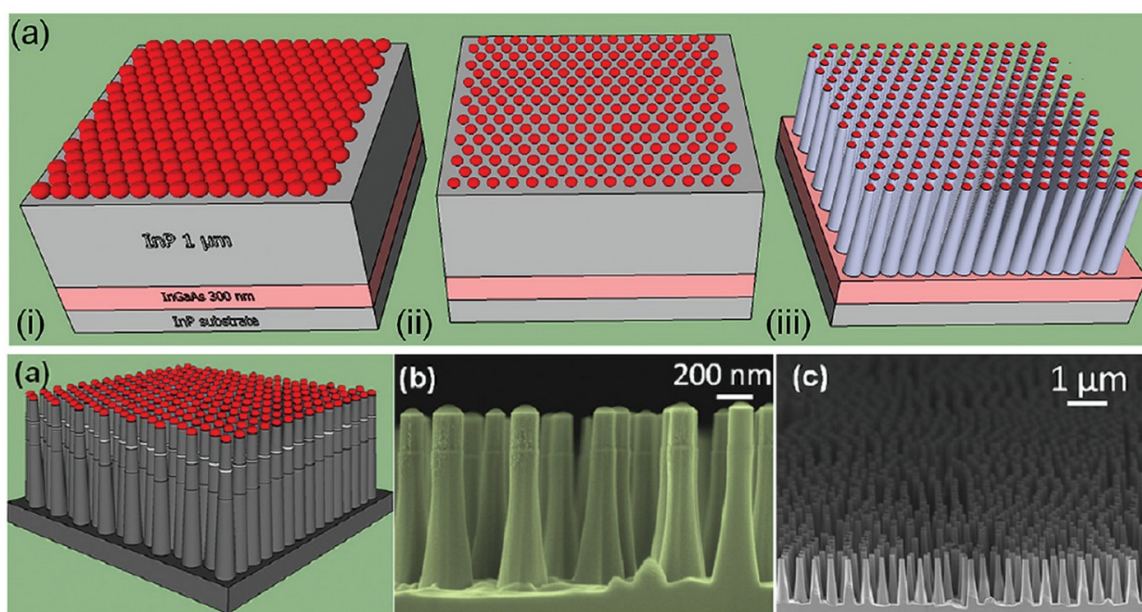 (a)
InP 1 μm
InGaAs 300 nm
InP substrate
(i)
(ii)
(iii)
(a)
(b)
200 nm
(c)
1 μm